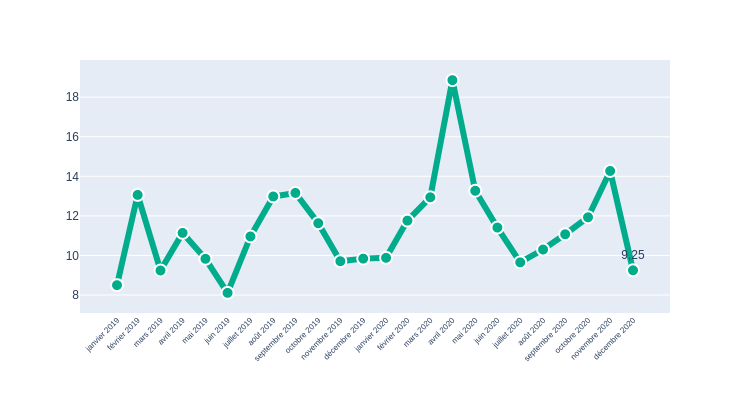 18
16
14
12
10
8
9.25
janvier 2019
février 2019
mars 2019
avril 2019
mai 2019
juin 2019
juillet 2019
août 2019
septembre 2019
octobre 2019
novembre 2019
décembre 2019
janvier 2020
février 2020
mars 2020
avril 2020
mai 2020
juin 2020
juillet 2020
août 2020
septembre 2020
octobre 2020
novembre 2020
décembre 2020